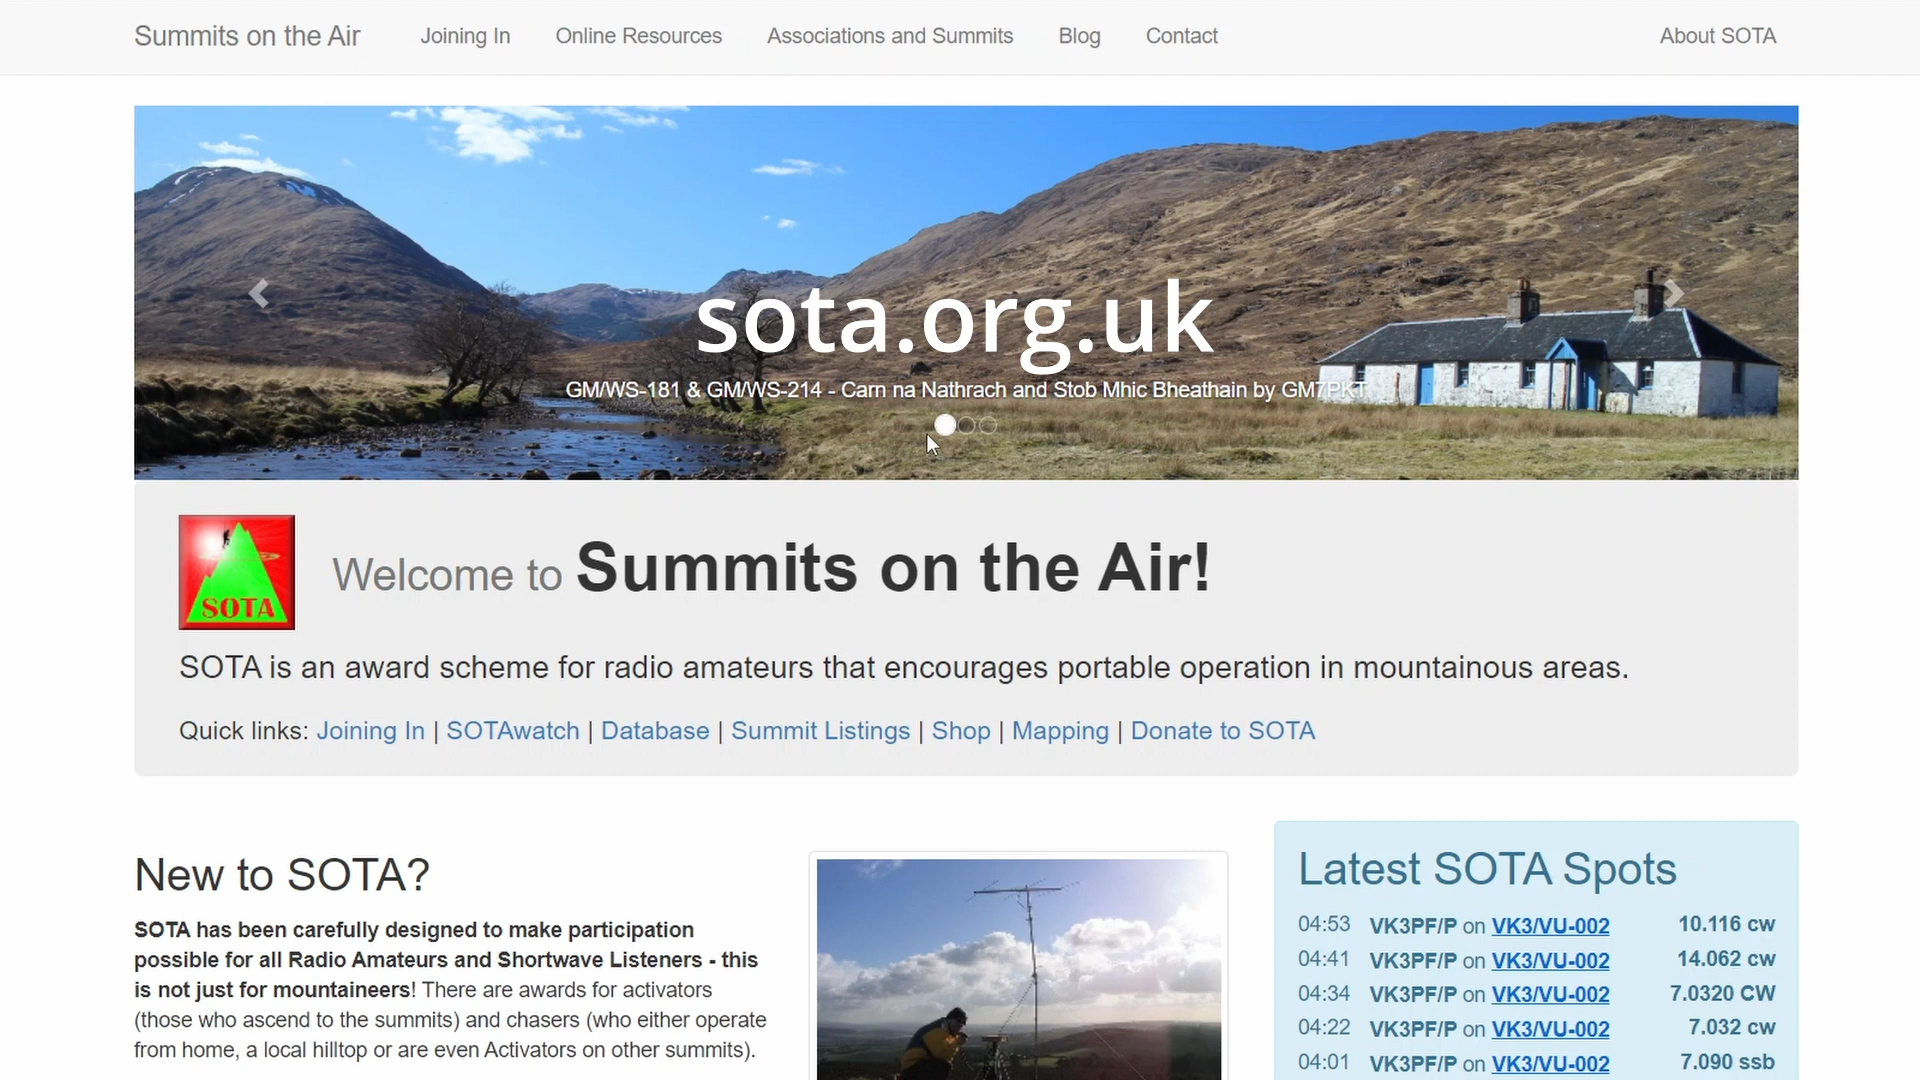 Summits on the Air Joining In Online Resources Associations and Summits Blog Contact About SOTA
sota.org.uk
GM/WS-181 & GM/WS-214 - Carn na Nathrach and Stob Mhic Bheathain by GM7PKT
SOTA
Welcome to Summits on the Air!
SOTA is an award scheme for radio amateurs that encourages portable operation in mountainous areas.
Quick links: Joining In | SOTAwatch | Database | Summit Listings | Shop | Mapping | Donate to SOTA
New to SOTA?
SOTA has been carefully designed to make participation
possible for all Radio Amateurs and Shortwave Listeners - this
is not just for mountaineers! There are awards for activators
(those who ascend to the summits) and chasers (who either operate
from home, a local hilltop or are even Activators on other summits).
Latest SOTA Spots
04:53 VK3PF/P on VK3/VU-002 10.116 cw
04:41 VK3PF/P on VK3/VU-002 14.062 cw
04:34 VK3PF/P on VK3/VU-002 7.0320 CW
04:22 VK3PF/P on VK3/VU-002 7.032 cw
04:01 VK3PF/P on VK3/VU-002 7.090 ssb